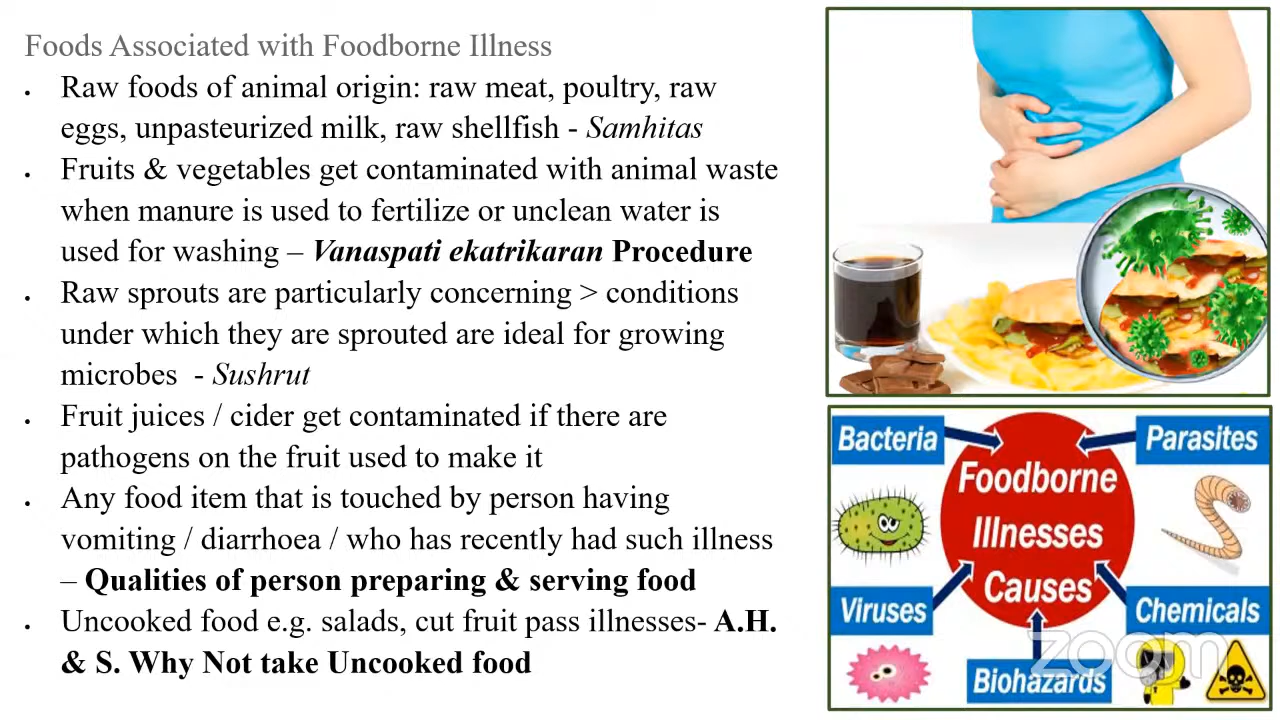 Foods Associated with Foodborne Illness
• Raw foods of animal origin: raw meat, poultry, raw
eggs, unpasteurized milk, raw shellfish - Samhitas
• Fruits & vegetables get contaminated with animal waste
when manure is used to fertilize or unclean water is
used for washing – Vanaspati ekatrikaran Procedure
• Raw sprouts are particularly concerning > conditions
under which they are sprouted are ideal for growing
microbes - Sushrut
• Fruit juices / cider get contaminated if there are
pathogens on the fruit used to make it
• Any food item that is touched by person having
vomiting / diarrhoea / who has recently had such illness
– Qualities of person preparing & serving food
• Uncooked food e.g. salads, cut fruit pass illnesses- A.H.
& S. Why Not take Uncooked food
Bacteria
Parasites
Foodborne
Illnesses
Causes
Viruses
Chemicals
Biohazards
zoom